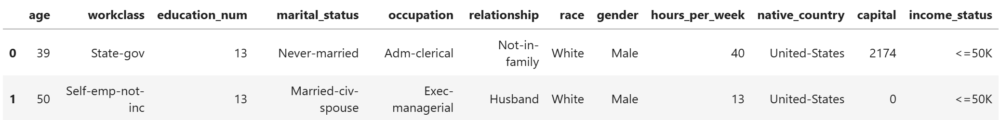 age workclass education_num marital_status occupation relationship race gender hours_per_week native_country capital income_status
0 39 State-gov 13 Never-married Adm-clerical Not-in-family White Male 40 United-States 2174 <=50K
1 50 Self-emp-not-inc 13 Married-civ-spouse Exec-managerial Husband White Male 13 United-States 0 <=50K